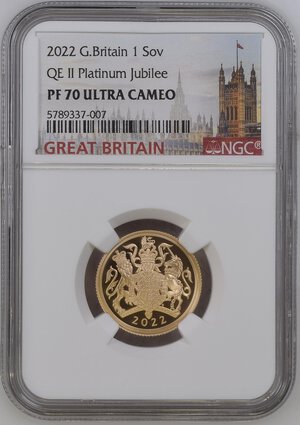 2022 G.Britain 1 Sov
QE II Platinum Jubilee
PF 70 ULTRA CAMEO
5789337-007
GREAT BRITAIN
NGC®
2022